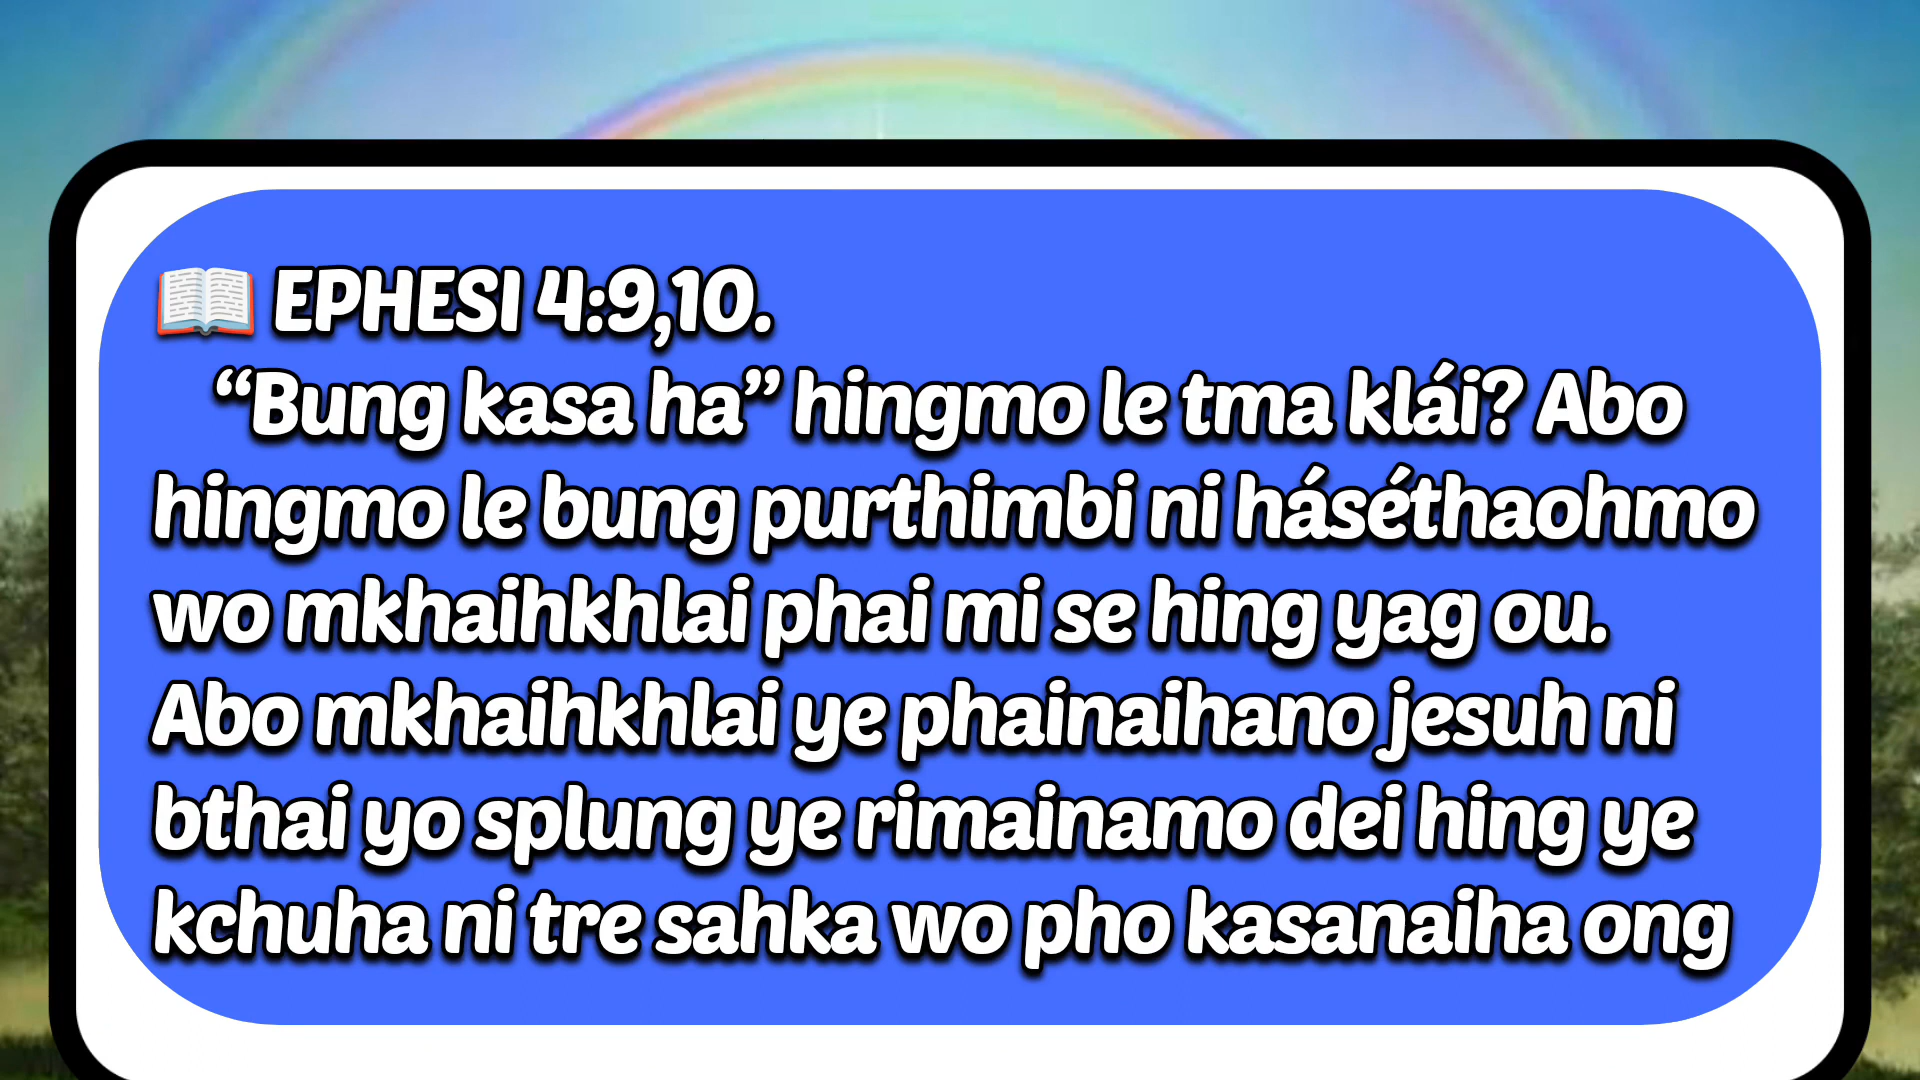 📖 EPHESI 4:9,10.
“Bung kasa ha” hingmo le tma klái? Abo
hingmo le bung purthimbi ni háséthaohmo
wo mkhaihkhlai phai mi se hing yag ou.
Abo mkhaihkhlai ye phainaihano jesuh ni
bthai yo splung ye rimainamo dei hing ye
kchuha ni tre sahka wo pho kasanaiha ong